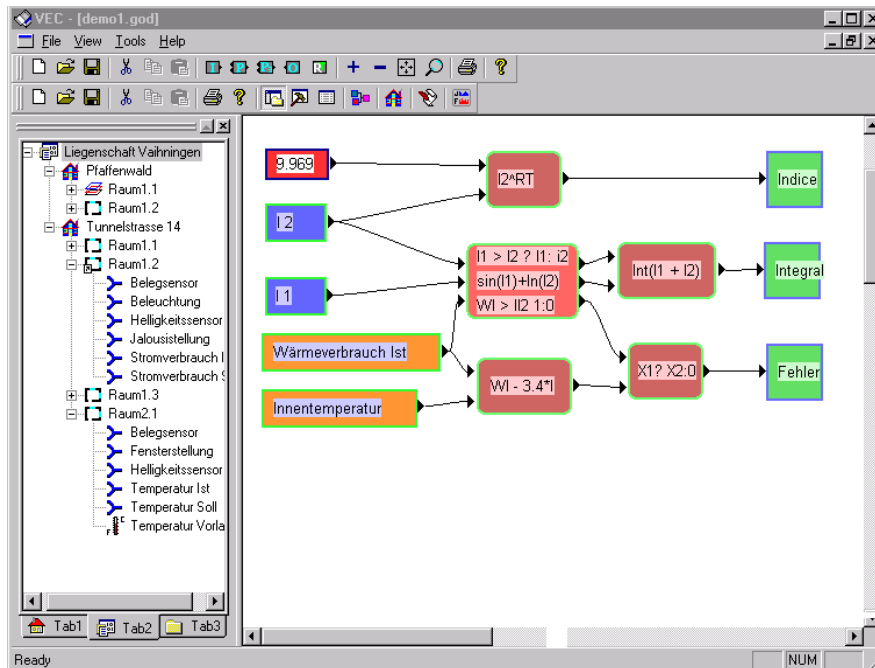 VEC - [demo1.god]
File View Tools Help
Liegenschaft Vaihningen
Pfaffenwald
Raum1.1
Raum1.2
Tunnelstrasse 14
Raum1.1
Raum1.2
Belegsensor
Beleuchtung
Helligkeitssensor
Jalousistellung
Stromverbrauch I
Stromverbrauch S
Raum1.3
Raum2.1
Belegsensor
Fensterstellung
Helligkeitssensor
Temperatur Ist
Temperatur Soll
Temperatur Vorla
Tab1 Tab2 Tab3
9.969
I 2
I 1
Wärmeverbrauch Ist
Innentemperatur
I2^RT
I1 > I2 ? I1: i2
sin(I1)+ln(I2)
WI > II2 1:0
WI - 3.4*I
Int(I1 + I2)
X1? X2:0
Indice
Integral
Fehler
Ready
NUM